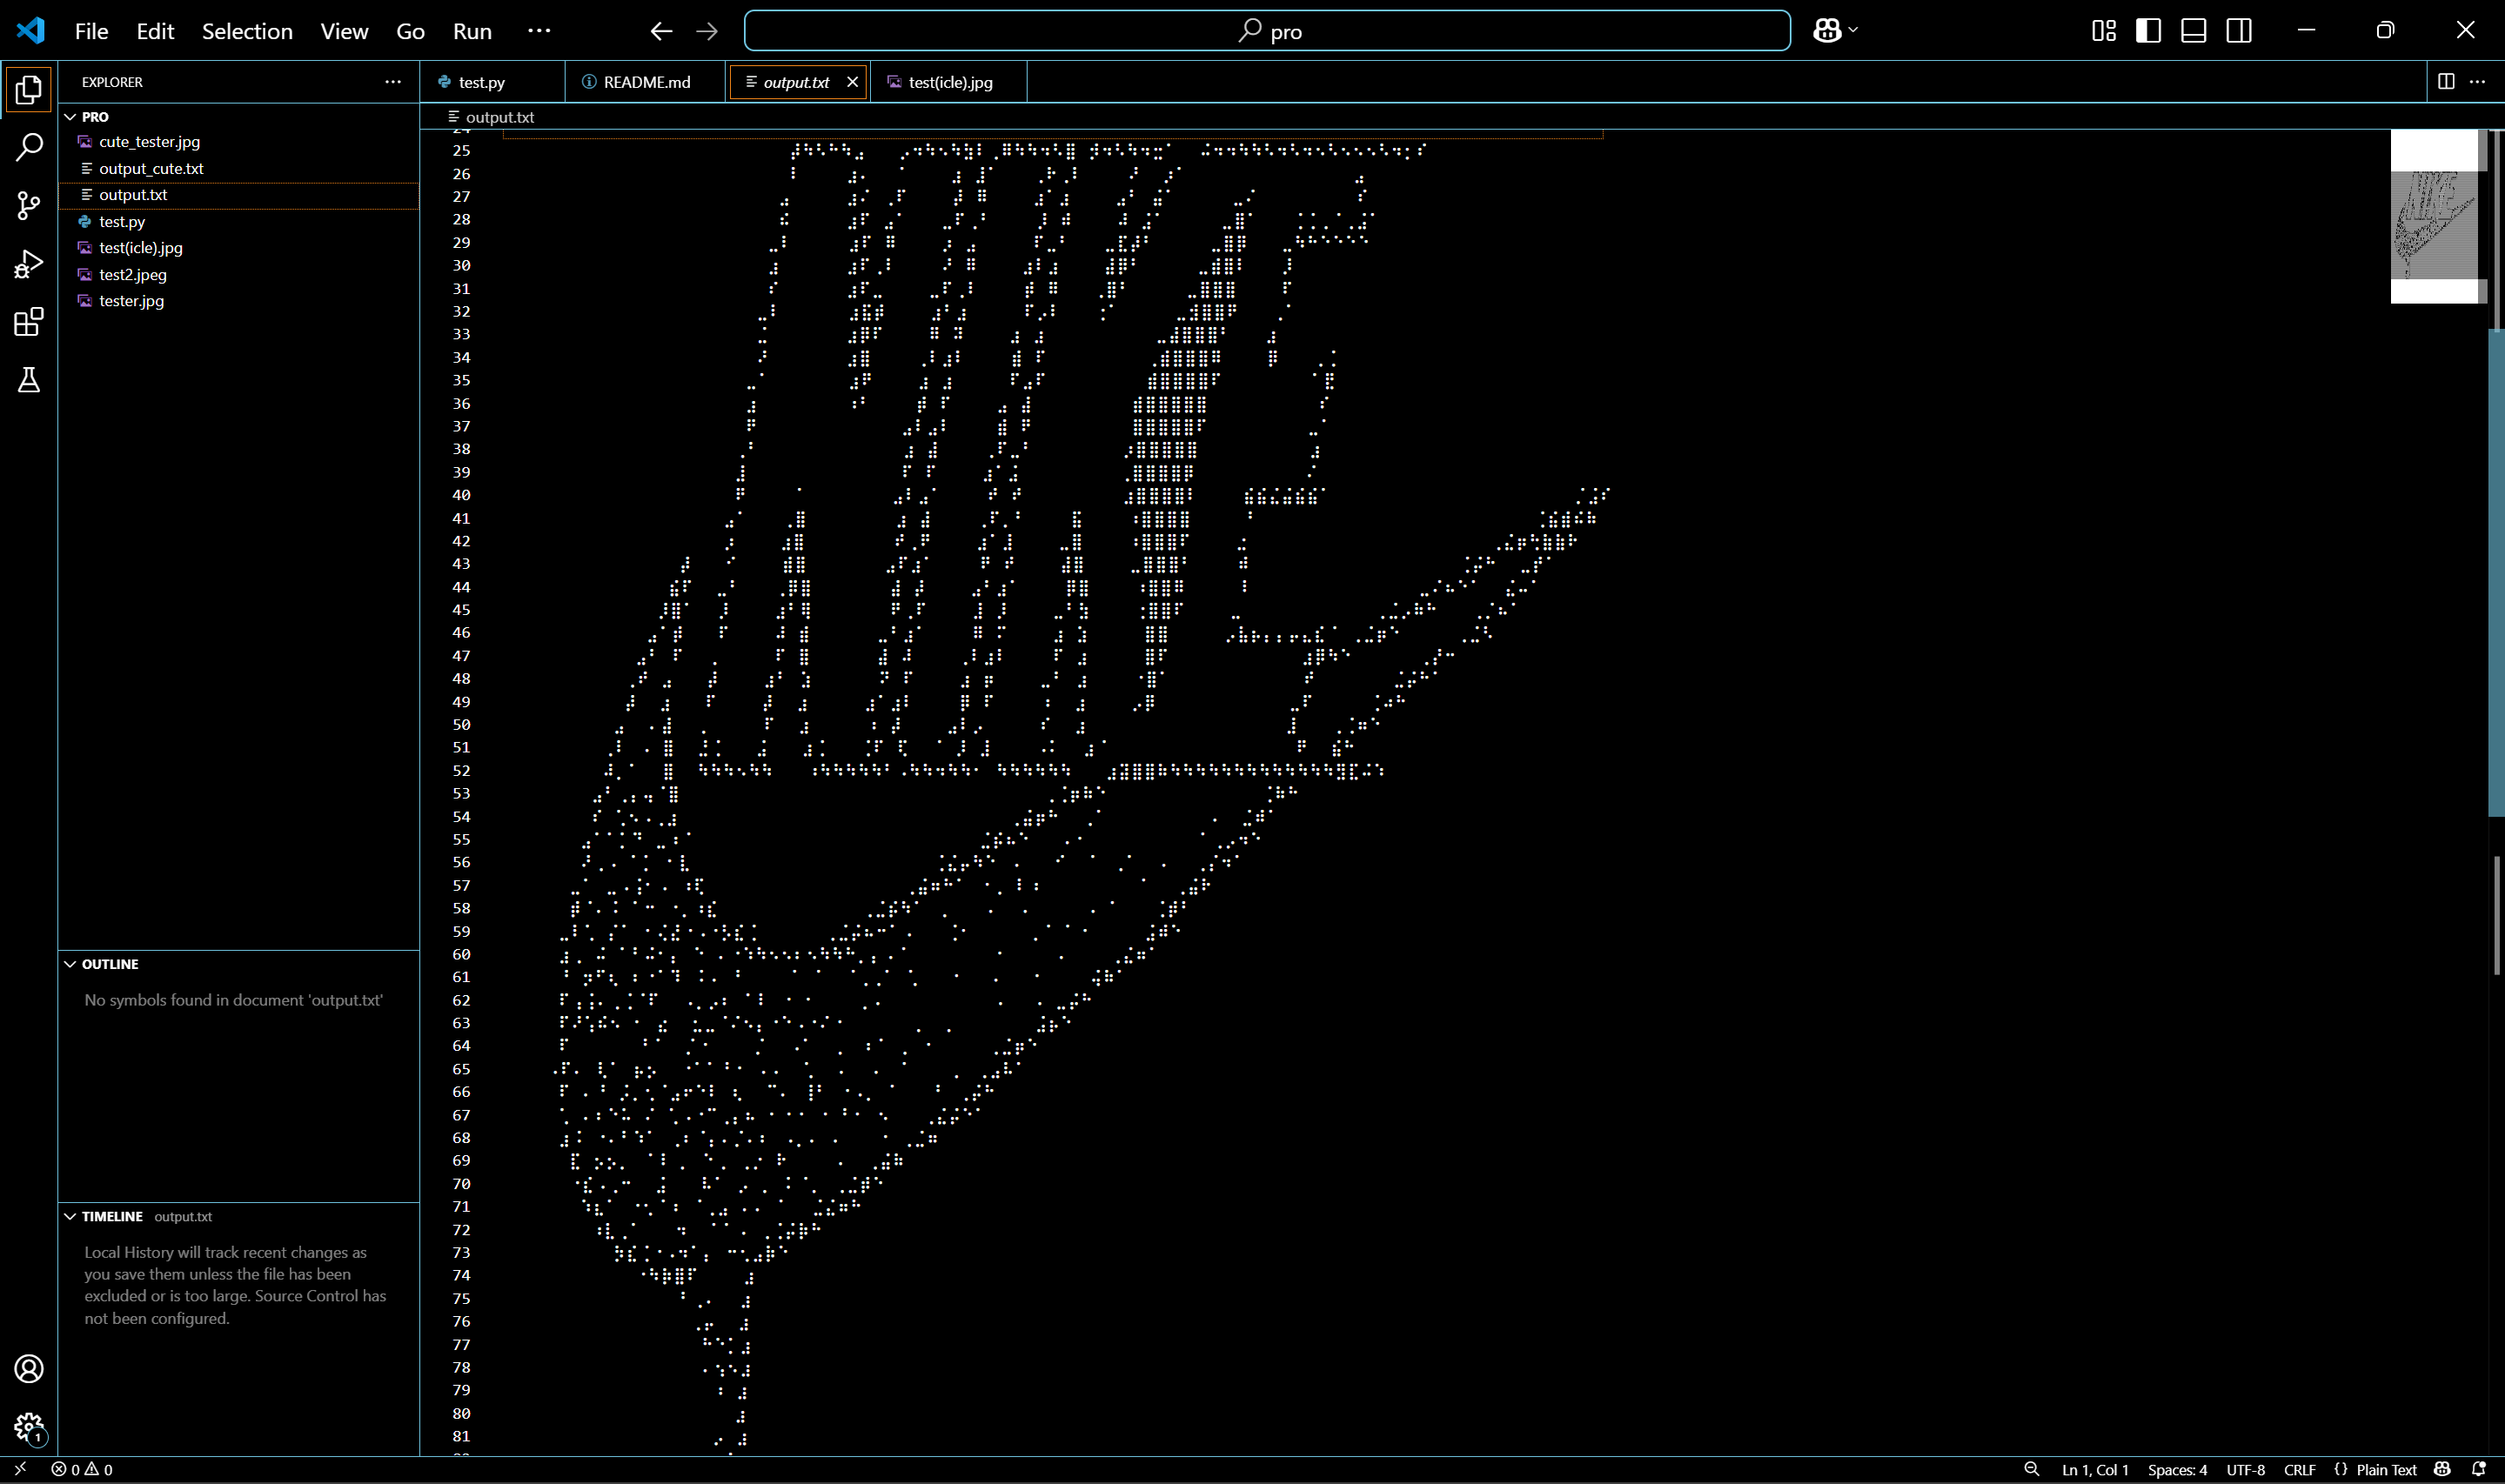 File Edit Selection View Go Run ··· pro
EXPLORER ···
PRO
cute_tester.jpg
output_cute.txt
output.txt
test.py
test(icle).jpg
test2.jpeg
tester.jpg
OUTLINE
No symbols found in document 'output.txt'
TIMELINE output.txt
Local History will track recent changes as
you save them unless the file has been
excluded or is too large. Source Control has
not been configured.
1
test.py README.md output.txt test(icle).jpg
output.txt
25
26
27
28
29
30
31
32
33
34
35
36
37
38
39
40
41
42
43
44
45
46
47
48
49
50
51
52
53
54
55
56
57
58
59
60
61
62
63
64
65
66
67
68
69
70
71
72
73
74
75
76
77
78
79
80
81
NIKE
0 0 Ln 1, Col 1 Spaces: 4 UTF-8 CRLF {} Plain Text